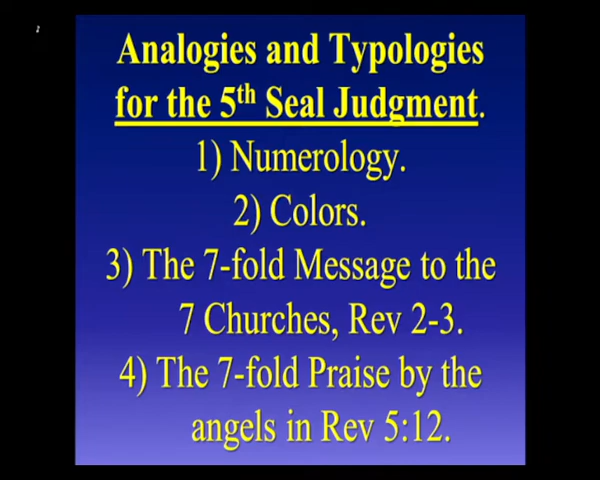 Analogies and Typologies
for the 5th Seal Judgment.
1) Numerology.
2) Colors.
3) The 7-fold Message to the
7 Churches, Rev 2-3.
4) The 7-fold Praise by the
angels in Rev 5:12.